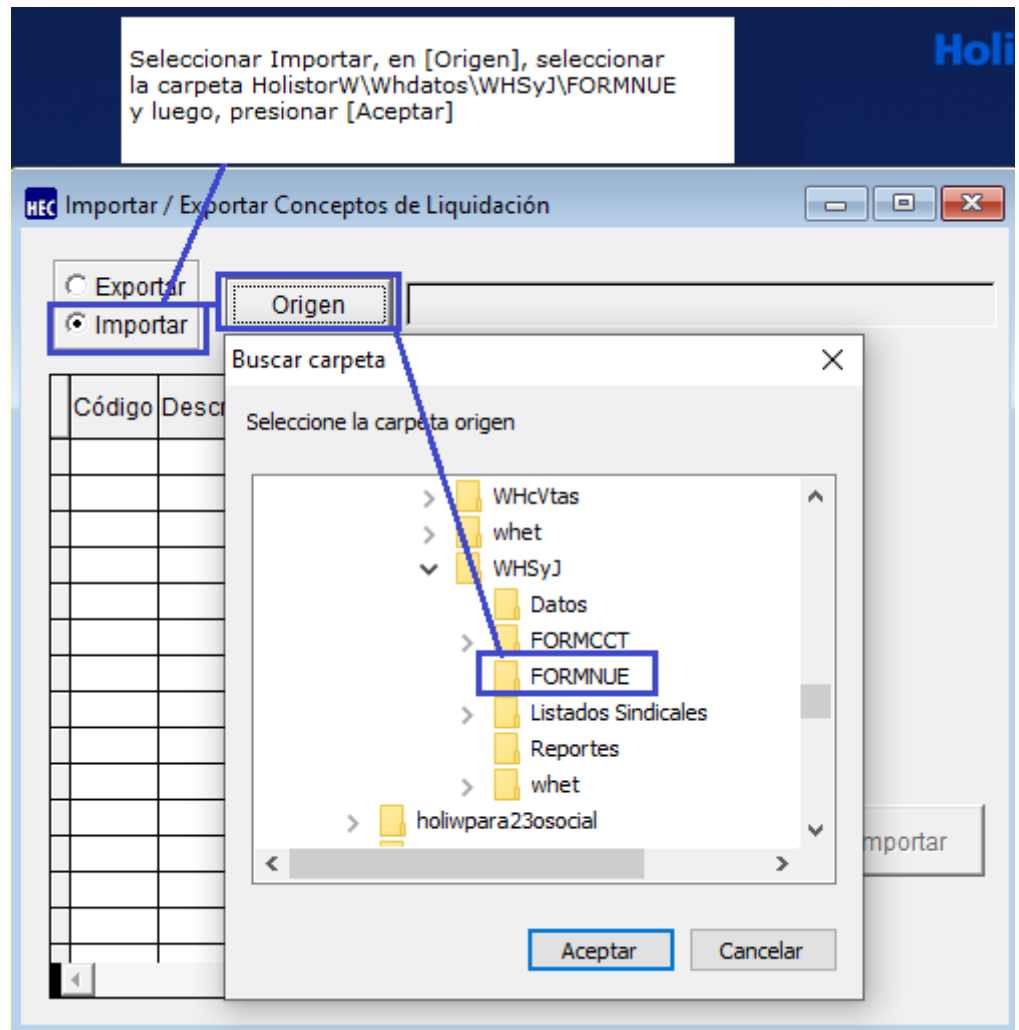 Seleccionar Importar, en [Origen], seleccionar
la carpeta HolistorW\Whdatos\WHSyJ\FORMNUE
y luego, presionar [Aceptar]
Holi
HEC Importar / Exportar Conceptos de Liquidación
Exportar
Importar
Origen
Buscar carpeta
Código Descr
Seleccione la carpeta origen
WHcVtas
whet
WHSyJ
Datos
FORMCCT
FORMNUE
Listados Sindicales
Reportes
whet
holiwpara23osocial
mportar
Aceptar Cancelar